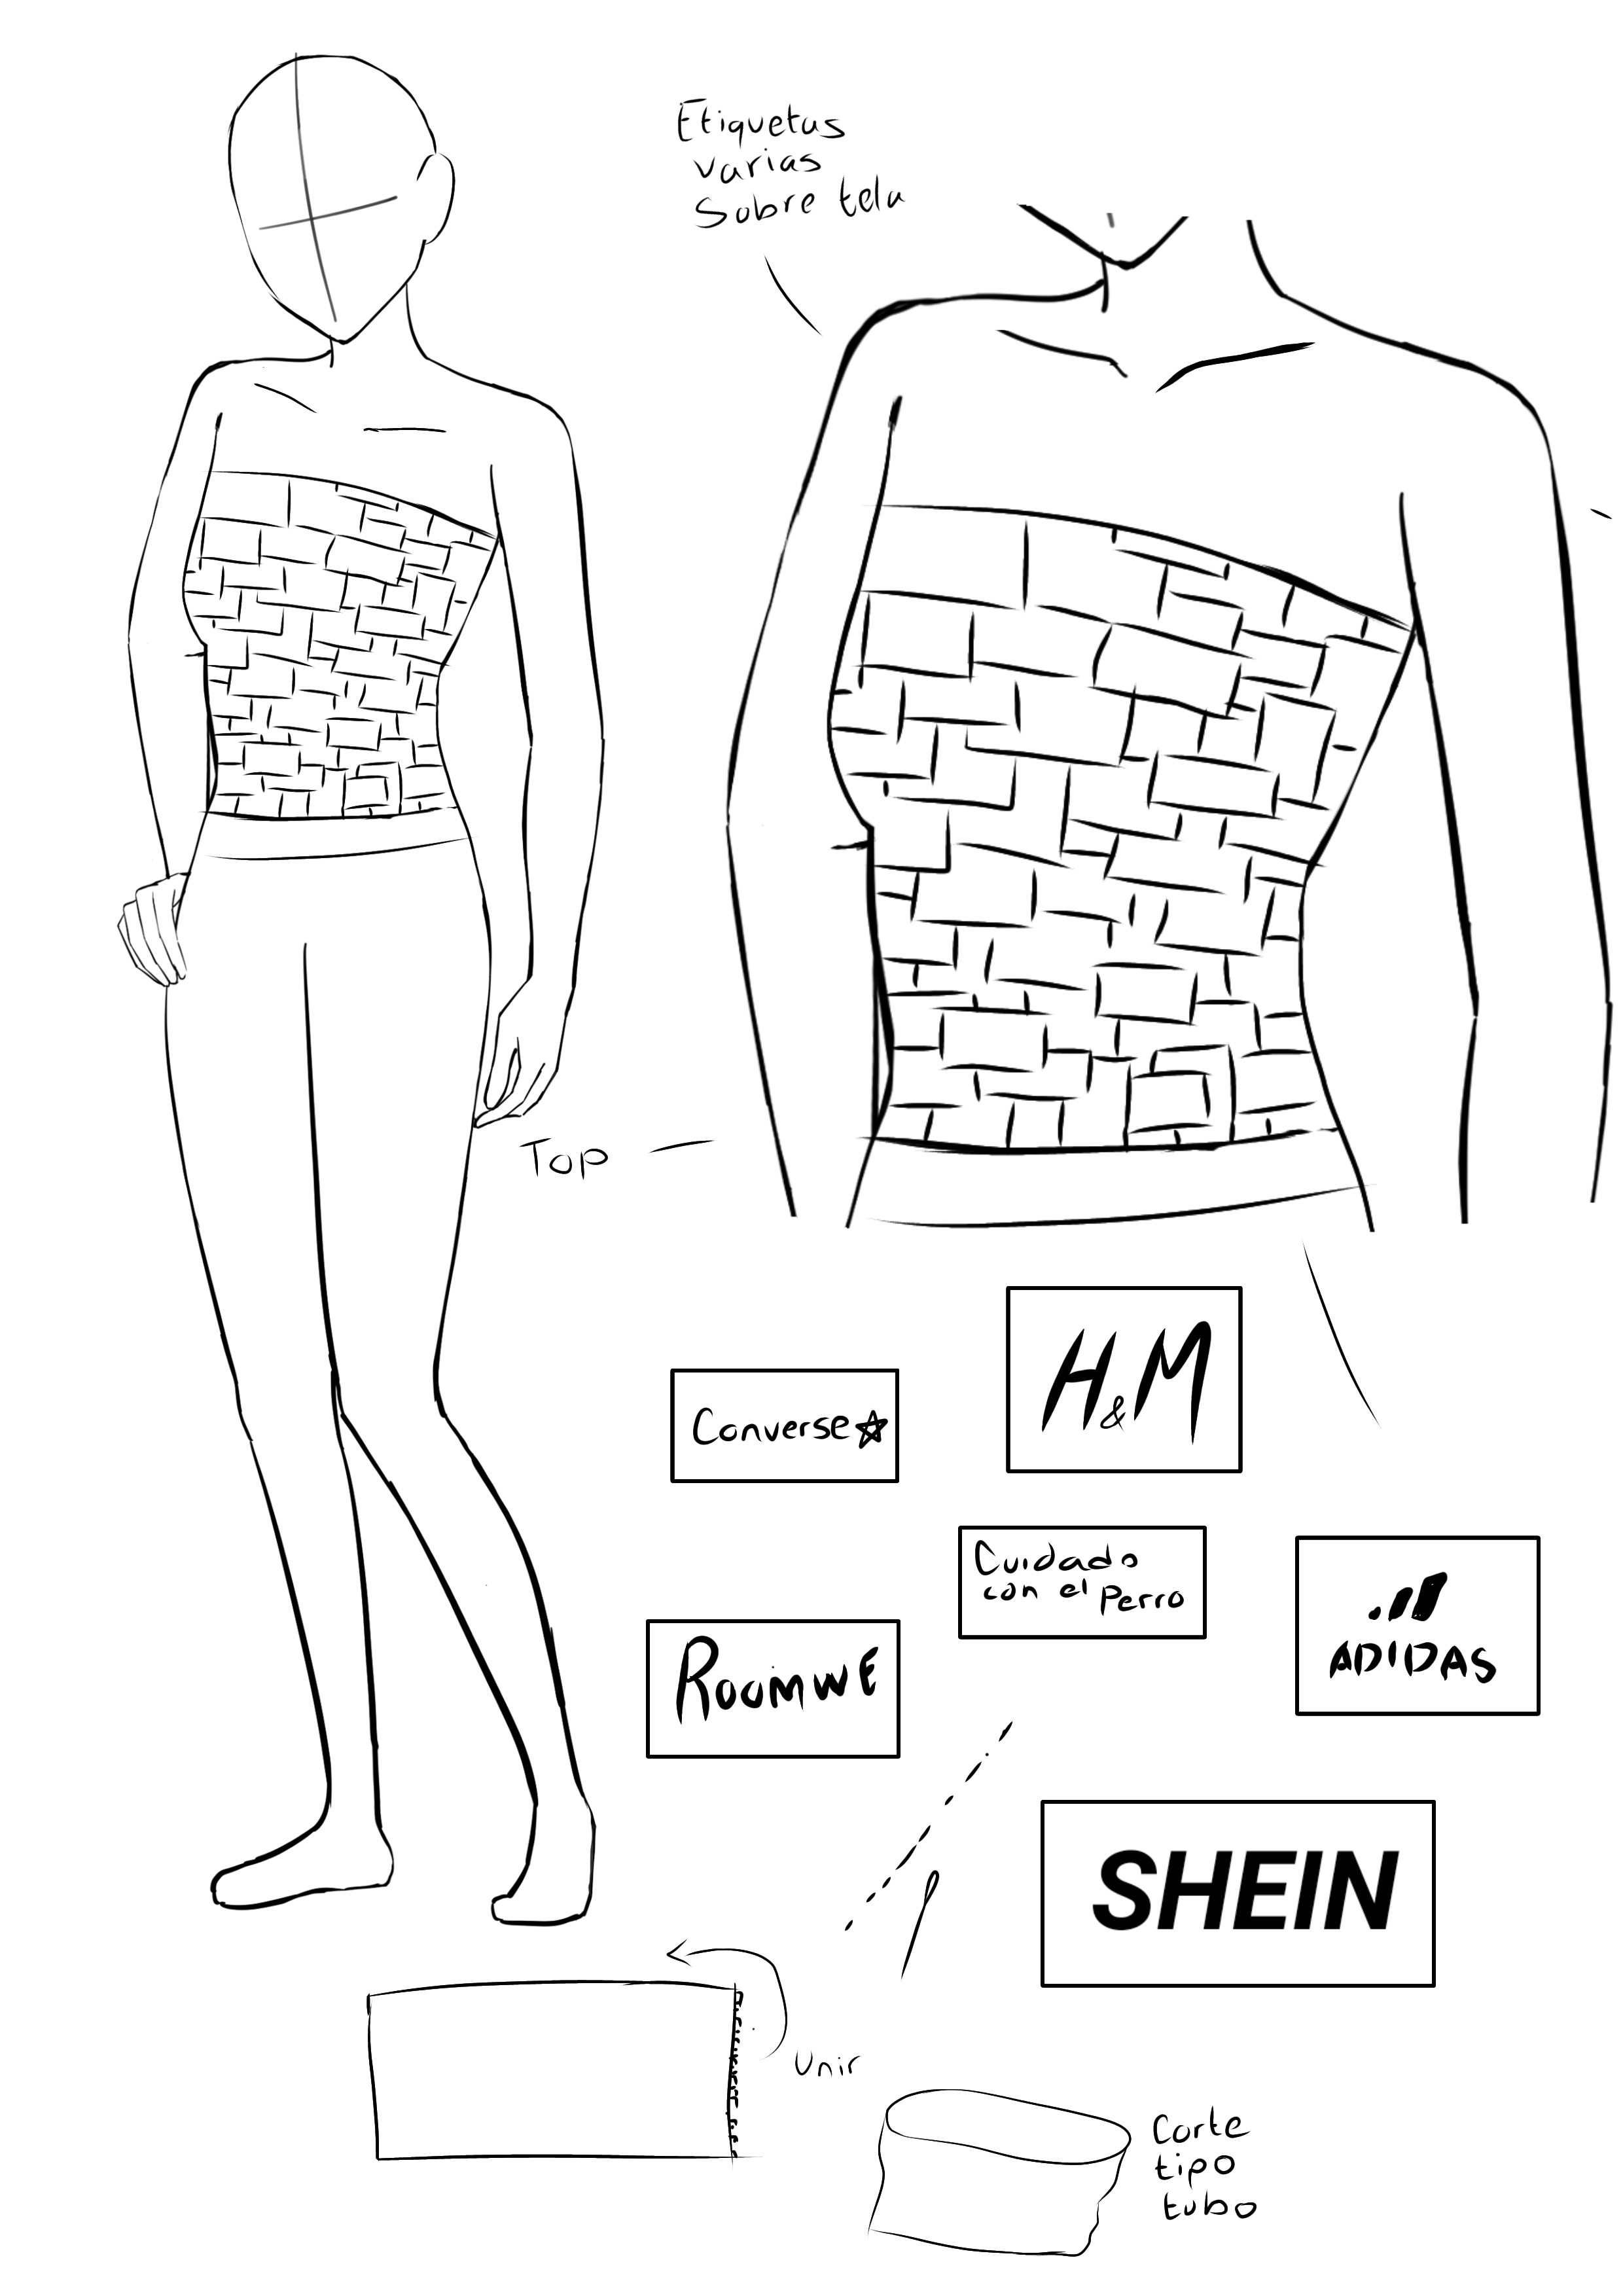 Etiquetas
varias
Sobre tela
Top
H&M
Converse
Cuidado
con el Perro
ADIDAS
RoomwE
SHEIN
Unir
Corte
tipo
tubo